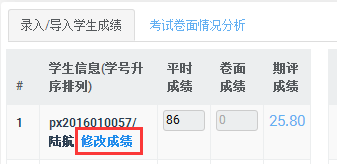 录入/导入学生成绩 考试卷面情况分析
# 学生信息(学号升序排列) 平时成绩 卷面成绩 期评成绩
1 px2016010057/ 86 0 25.80
陆航 修改成绩